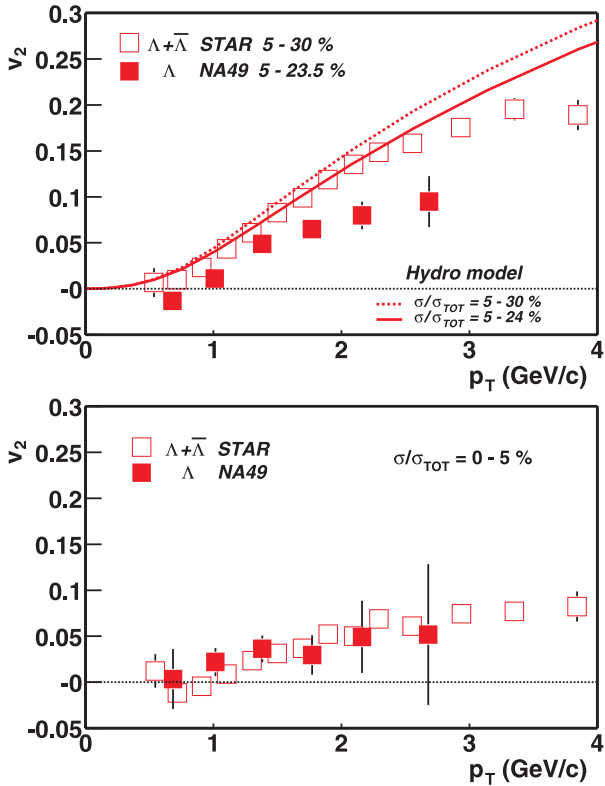 v₂
0.3
0.25
0.2
0.15
0.1
0.05
-0
-0.05
Λ+Λ̅ STAR 5 - 30 %
Λ NA49 5 - 23.5 %
Hydro model
σ/σTOT = 5 - 30 %
σ/σTOT = 5 - 24 %
0 1 2 3 4
pT (GeV/c)
v₂
0.3
0.25
0.2
0.15
0.1
0.05
-0
-0.05
Λ+Λ̅ STAR
Λ NA49
σ/σTOT = 0 - 5 %
0 1 2 3 4
pT (GeV/c)